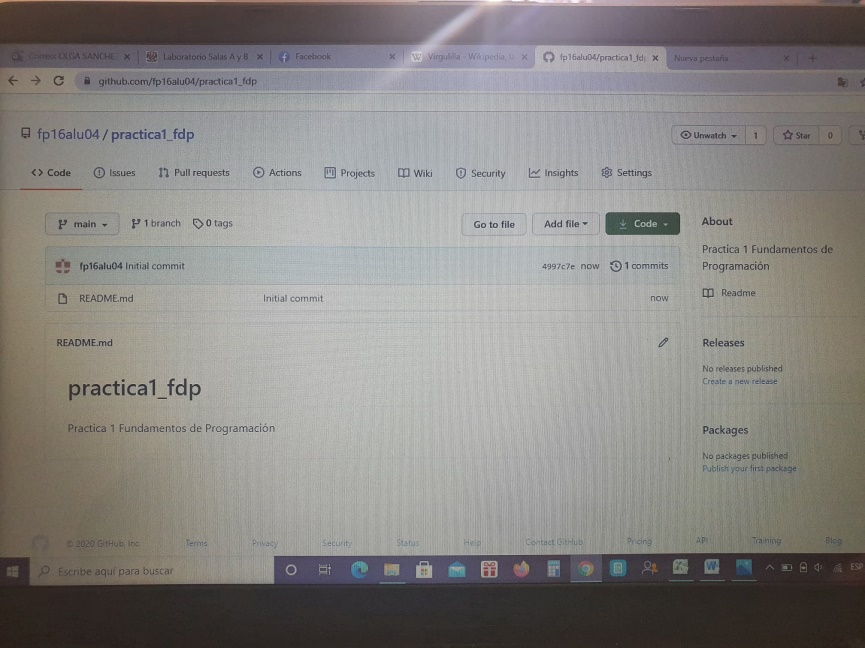 Correo: OLGA SANCHEZ
Laboratorio Salas A y B
Facebook
Virgulilla - Wikipedia, l
fp16alu04/practica1_fdp
Nueva pestaña
github.com/fp16alu04/practica1_fdp
fp16alu04 / practica1_fdp
Unwatch 1
Star 0
Code Issues Pull requests Actions Projects Wiki Security Insights Settings
main 1 branch 0 tags Go to file Add file Code
fp16alu04 Initial commit 4997c7e now 1 commits
README.md Initial commit now
README.md
practica1_fdp
Practica 1 Fundamentos de Programación
About
Practica 1 Fundamentos de
Programación
Readme
Releases
No releases published
Create a new release
Packages
No packages published
Publish your first package
© 2020 GitHub, Inc. Terms Privacy Security Status Help Contact GitHub Pricing API Training Blog
Escribe aquí para buscar
ESP